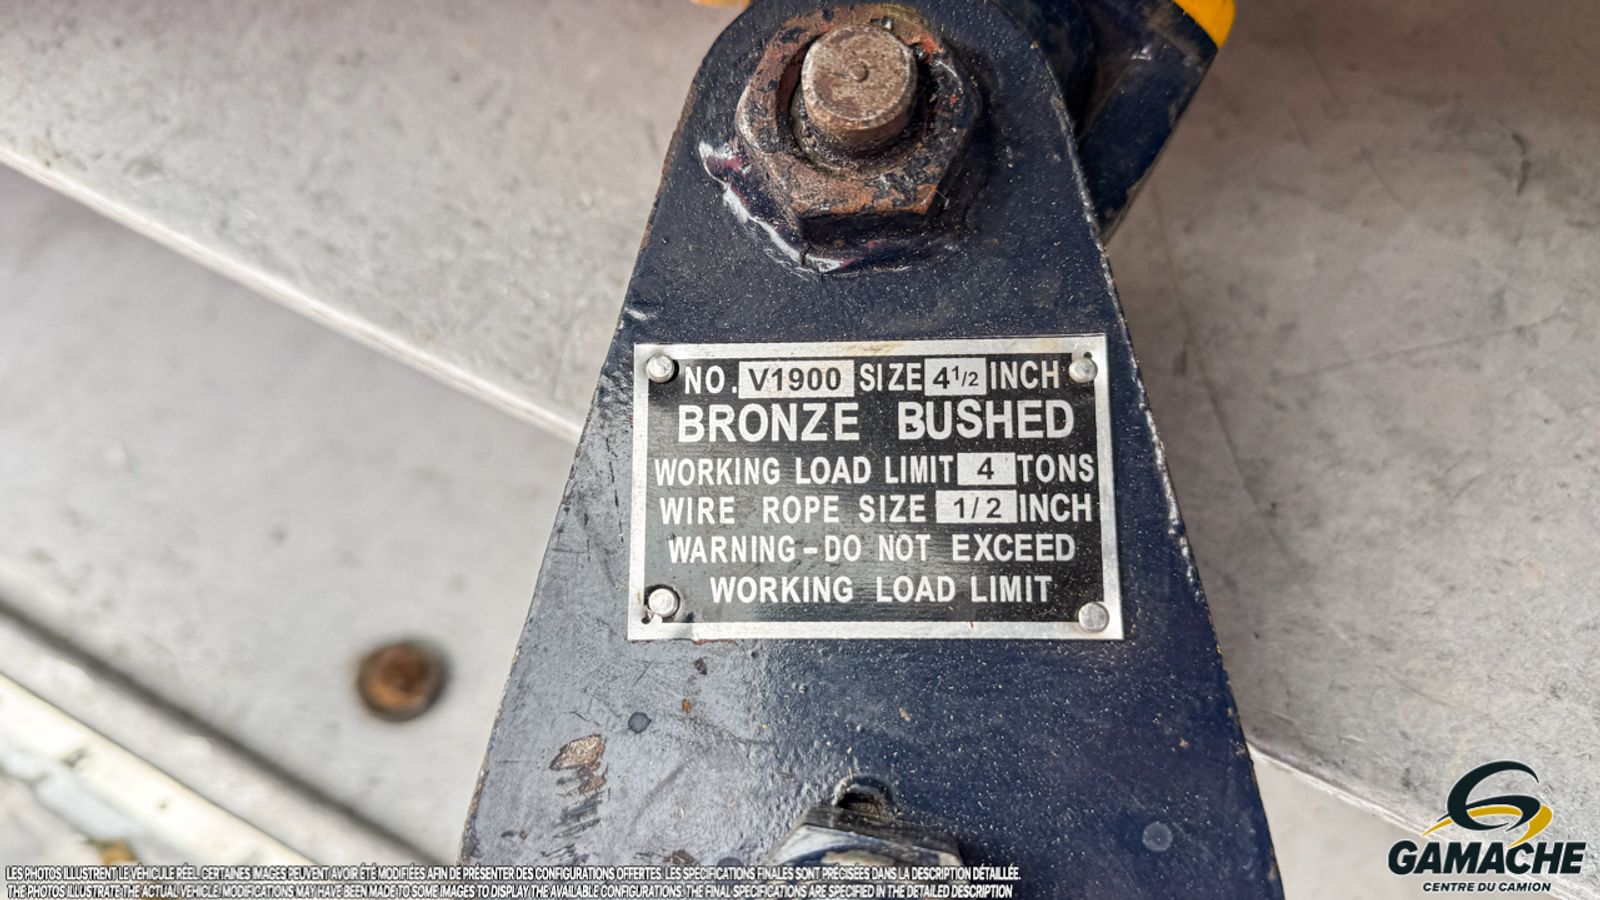 NO. V1900 SIZE 4 1/2 INCH
BRONZE BUSHED
WORKING LOAD LIMIT 4 TONS
WIRE ROPE SIZE 1/2 INCH
WARNING - DO NOT EXCEED
WORKING LOAD LIMIT
GAMACHE
CENTRE DU CAMION
LES PHOTOS ILLUSTRENT LE VÉHICULE RÉEL. CERTAINES IMAGES PEUVENT AVOIR ÉTÉ MODIFIÉES AFIN DE PRÉSENTER DES CONFIGURATIONS OFFERTES. LES SPÉCIFICATIONS FINALES SONT PRÉCISÉES DANS LA DESCRIPTION DÉTAILLÉE.
THE PHOTOS ILLUSTRATE THE ACTUAL VEHICLE. MODIFICATIONS MAY HAVE BEEN MADE TO SOME IMAGES TO DISPLAY THE AVAILABLE CONFIGURATIONS. THE FINAL SPECIFICATIONS ARE SPECIFIED IN THE DETAILED DESCRIPTION